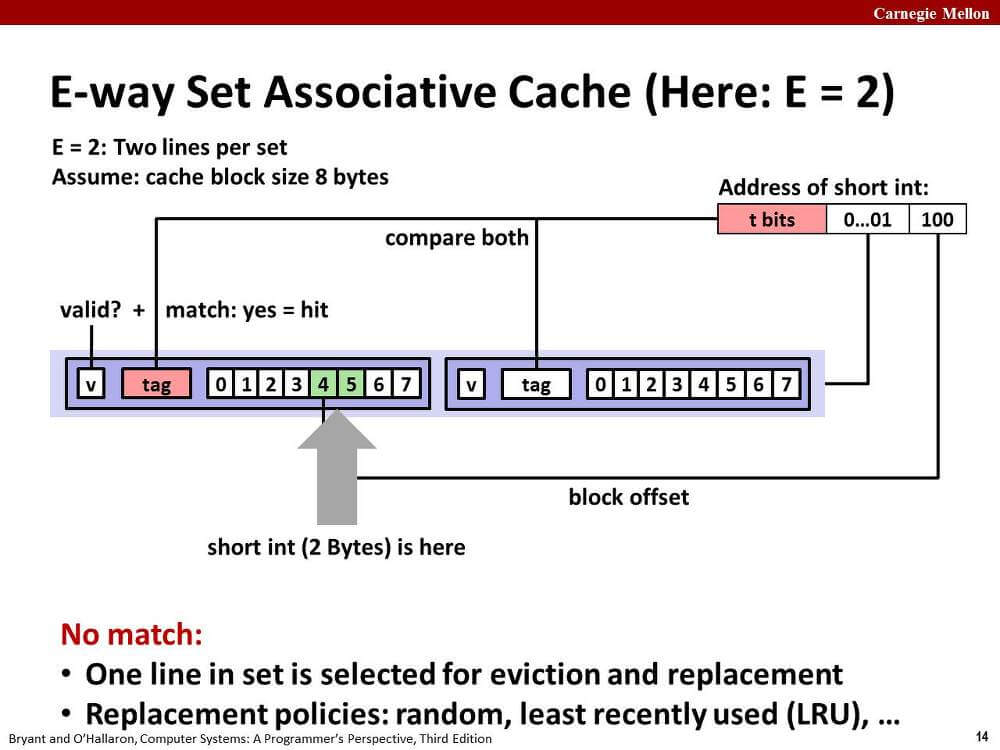 Carnegie Mellon
E-way Set Associative Cache (Here: E = 2)
E = 2: Two lines per set
Assume: cache block size 8 bytes
Address of short int:
t bits 0…01 100
compare both
valid? + match: yes = hit
v tag 0 1 2 3 4 5 6 7 v tag 0 1 2 3 4 5 6 7
block offset
short int (2 Bytes) is here
No match:
• One line in set is selected for eviction and replacement
• Replacement policies: random, least recently used (LRU), …
Bryant and O’Hallaron, Computer Systems: A Programmer’s Perspective, Third Edition 14